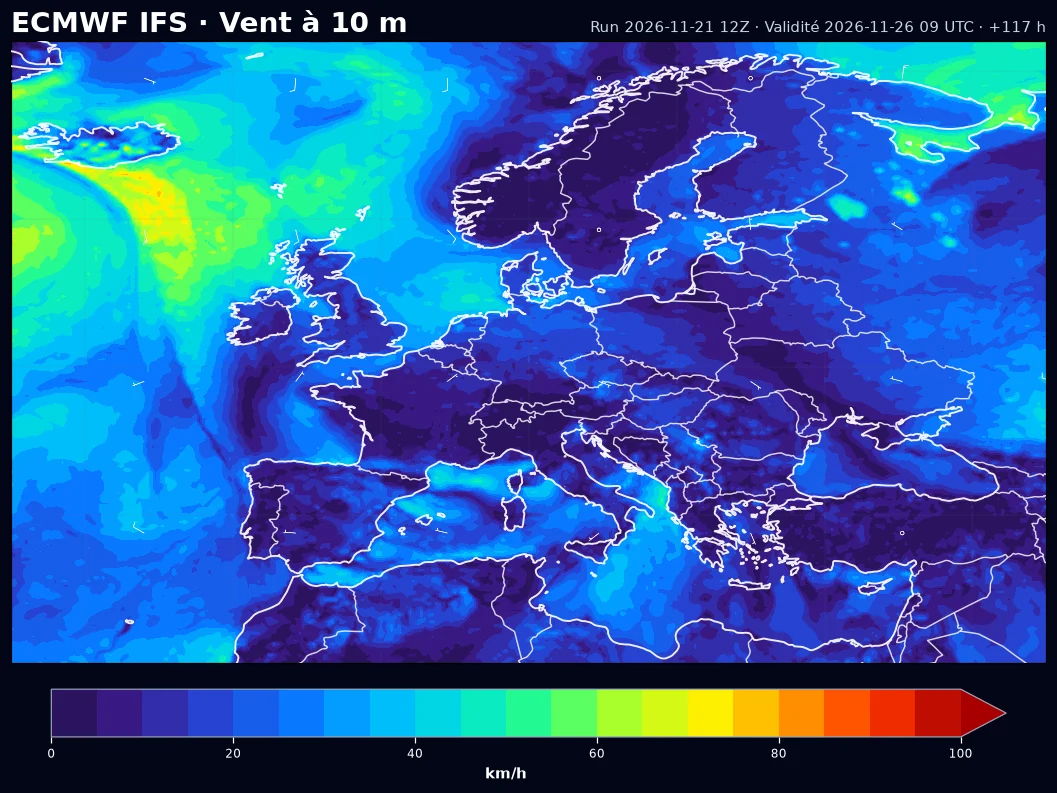 ECMWF IFS · Vent à 10 m
Run 2026-11-21 12Z · Validité 2026-11-26 09 UTC · +117 h
0 20 40 60 80 100
km/h